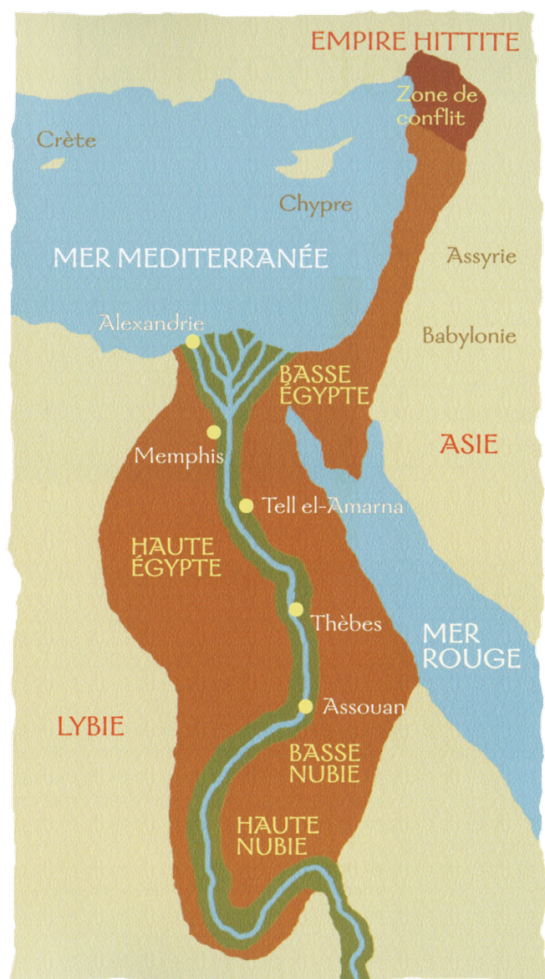 EMPIRE HITTITE
Zone de
conflit
Crète
Chypre
MER MEDITERRANÉE
Assyrie
Alexandrie
Babylonie
BASSE
ÉGYPTE
ASIE
Memphis
Tell el-Amarna
HAUTE
ÉGYPTE
Thèbes
MER
ROUGE
Assouan
LYBIE
BASSE
NUBIE
HAUTE
NUBIE